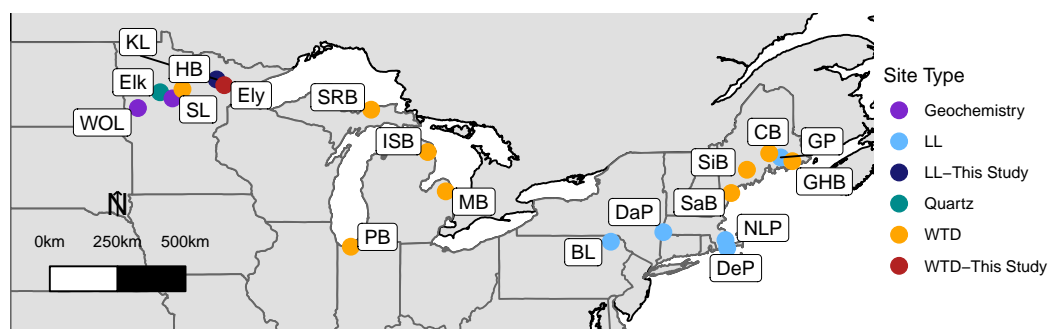 KL
HB
Elk
Ely
SL
WOL
SRB
ISB
MB
PB
CB
GP
SiB
GHB
SaB
DaP
NLP
BL
DeP
N
0km 250km 500km
Site Type
Geochemistry
LL
LL−This Study
Quartz
WTD
WTD−This Study